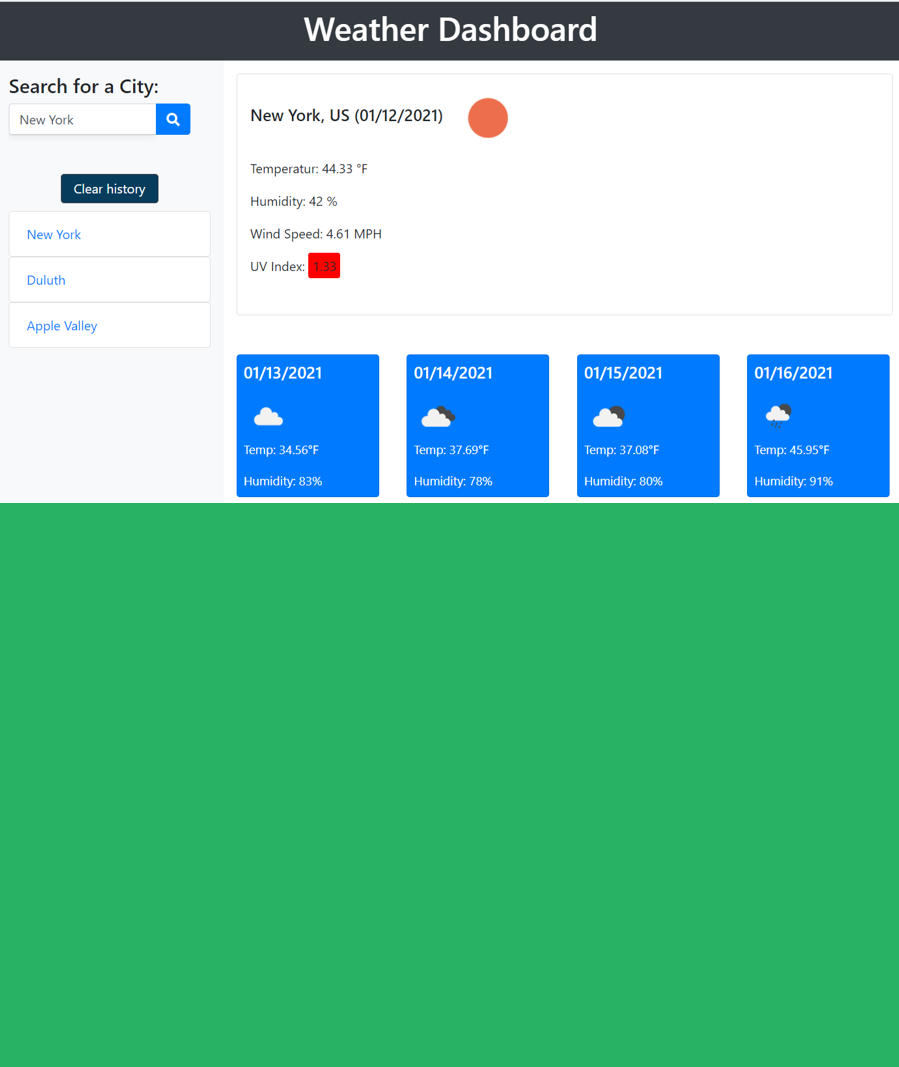 Weather Dashboard
Search for a City:
New York
Clear history
New York
Duluth
Apple Valley
New York, US (01/12/2021)
Temperatur: 44.33 °F
Humidity: 42 %
Wind Speed: 4.61 MPH
UV Index: 1.33
01/13/2021
Temp: 34.56°F
Humidity: 83%
01/14/2021
Temp: 37.69°F
Humidity: 78%
01/15/2021
Temp: 37.08°F
Humidity: 80%
01/16/2021
Temp: 45.95°F
Humidity: 91%